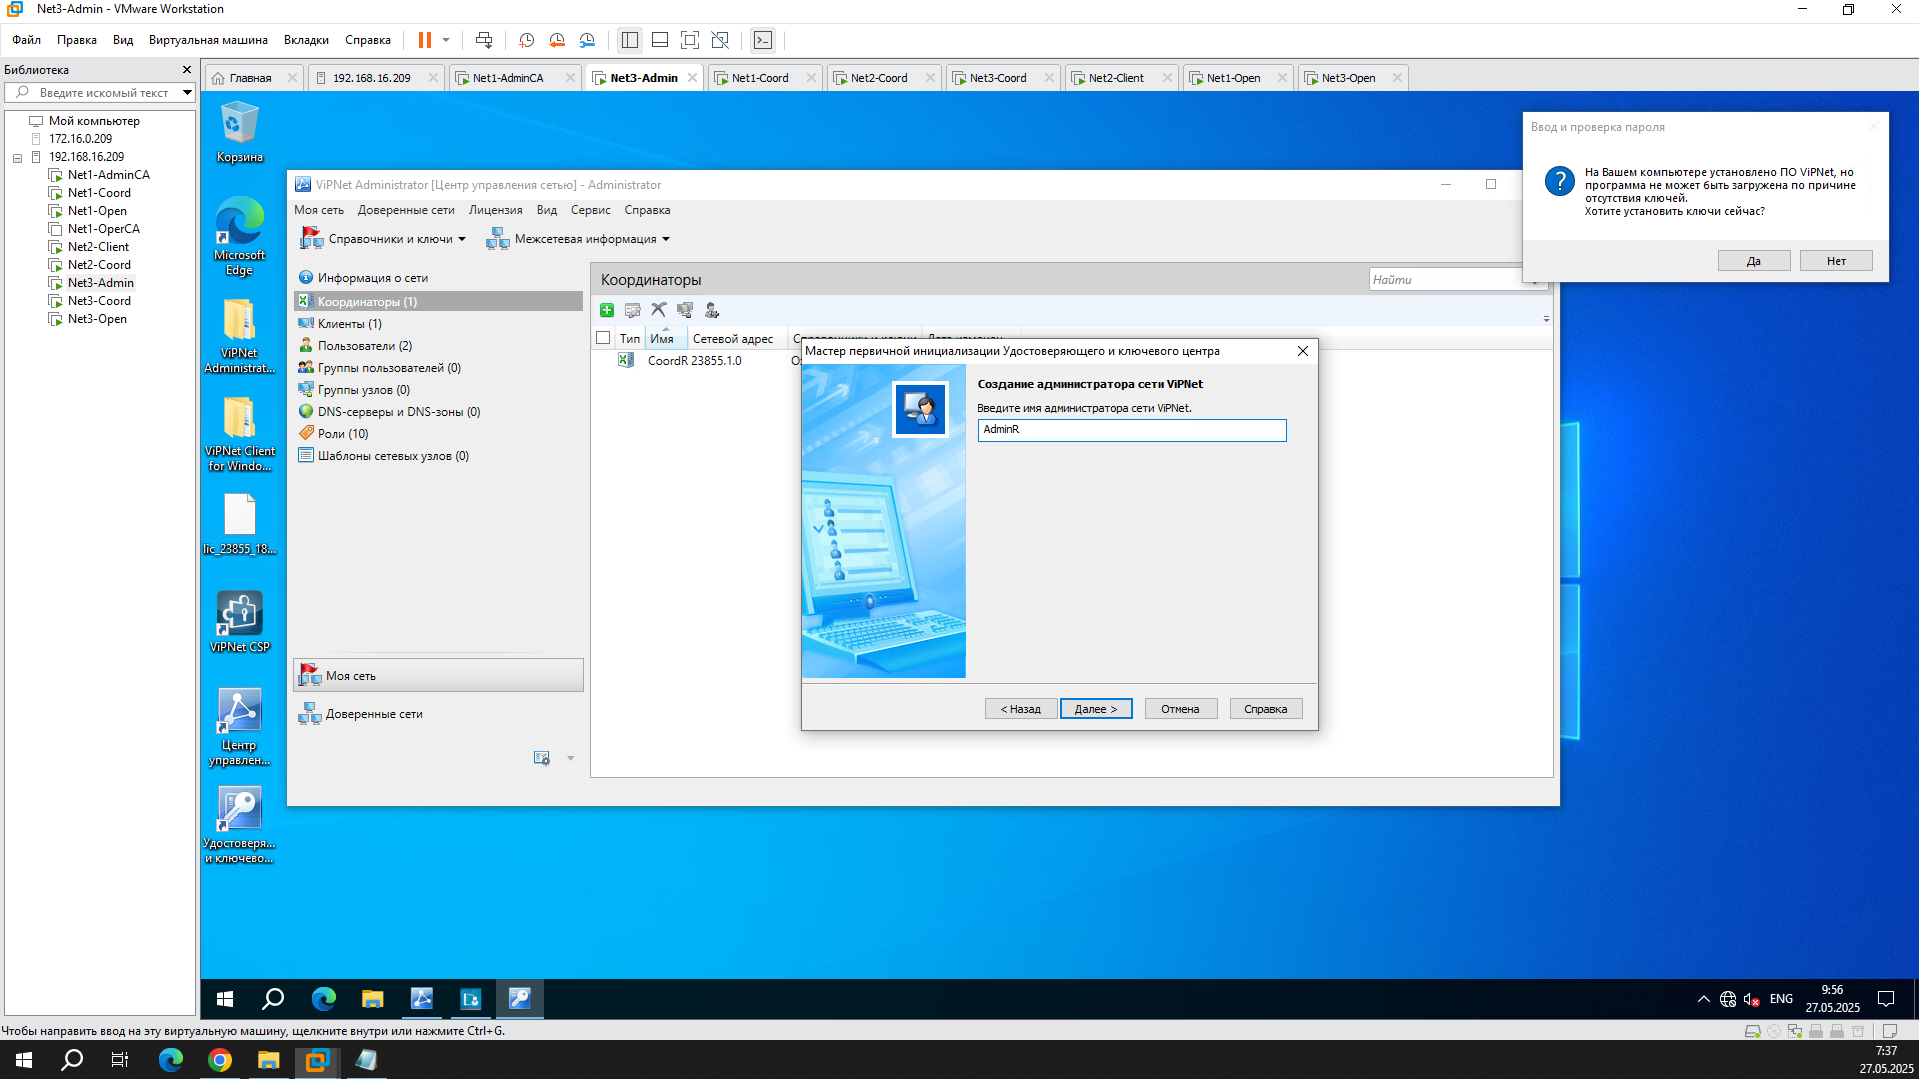 Net3-Admin - VMware Workstation
Файл Правка Вид Виртуальная машина Вкладки Справка
Библиотека
Введите искомый текст
Главная 192.168.16.209 Net1-AdminCA Net3-Admin Net1-Coord Net2-Coord Net3-Coord Net2-Client Net1-Open Net3-Open
Мой компьютер
172.16.0.209
192.168.16.209
Net1-AdminCA
Net1-Coord
Net1-Open
Net1-OperCA
Net2-Client
Net2-Coord
Net3-Admin
Net3-Coord
Net3-Open
Корзина
Microsoft
Edge
ViPNet
Administrat...
ViPNet Client
for Windo...
lic_23855_18...
ViPNet CSP
Центр
управлен...
Удостоверя...
и ключево...
ViPNet Administrator [Центр управления сетью] - Administrator
Моя сеть Доверенные сети Лицензия Вид Сервис Справка
Справочники и ключи Межсетевая информация
Информация о сети
Координаторы (1)
Клиенты (1)
Пользователи (2)
Группы пользователей (0)
Группы узлов (0)
DNS-серверы и DNS-зоны (0)
Роли (10)
Шаблоны сетевых узлов (0)
Моя сеть
Доверенные сети
Координаторы
Найти
Тип Имя Сетевой адрес Справочники и ключи Дата изменен
CoordR 23855.1.0
Мастер первичной инициализации Удостоверяющего и ключевого центра
Создание администратора сети ViPNet
Введите имя администратора сети ViPNet.
AdminR
< Назад Далее > Отмена Справка
Ввод и проверка пароля
На Вашем компьютере установлено ПО ViPNet, но
программа не может быть загружена по причине
отсутствия ключей.
Хотите установить ключи сейчас?
Да Нет
ENG
9:56
27.05.2025
Чтобы направить ввод на эту виртуальную машину, щелкните внутри или нажмите Ctrl+G.
7:37
27.05.2025